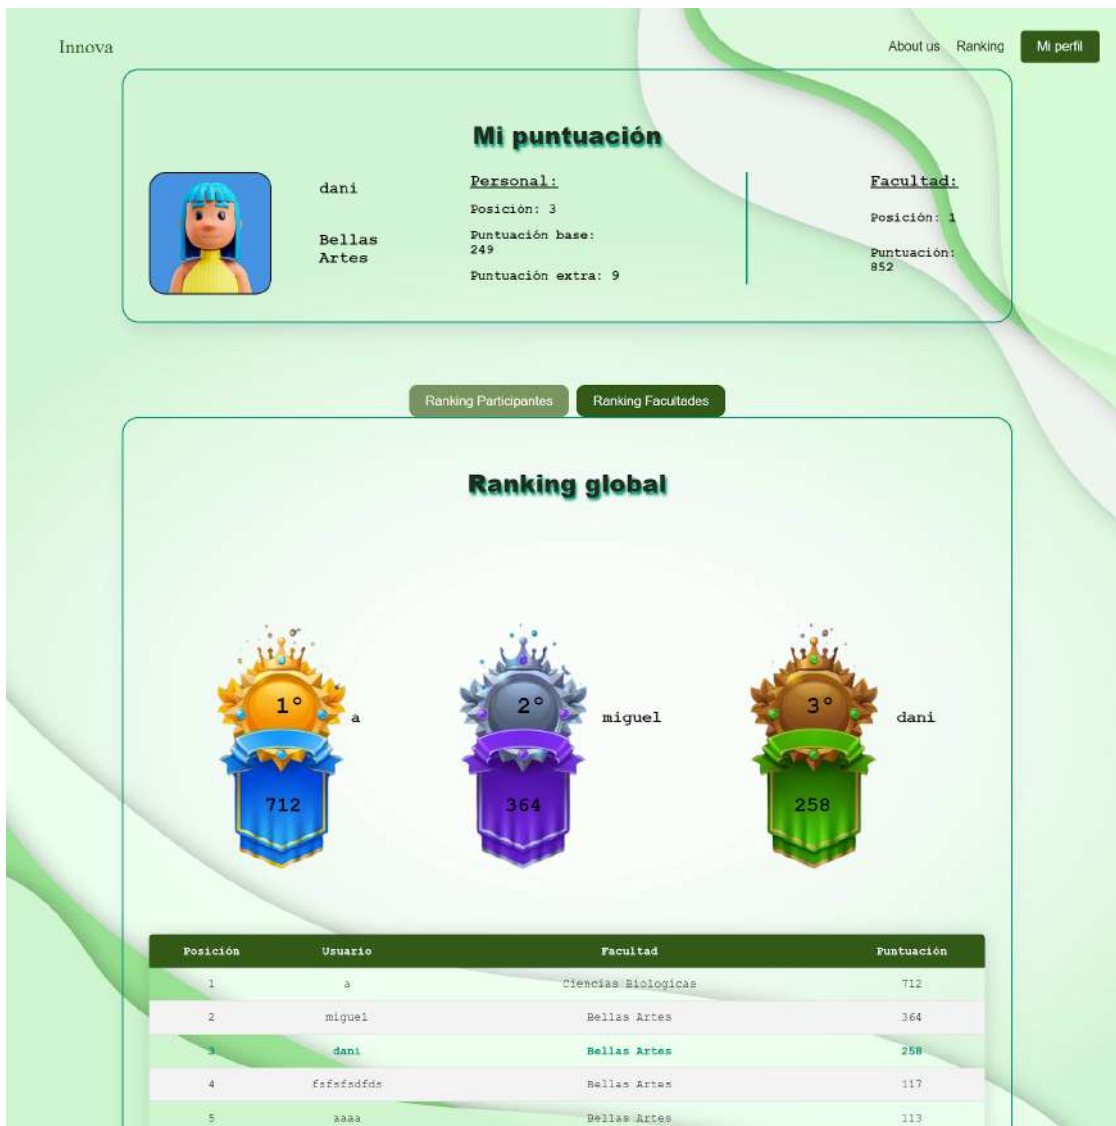 Innova
About us Ranking Mi perfil
Mi puntuación
dani
Bellas
Artes
Personal:
Posición: 3
Puntuación base:
249
Puntuación extra: 9
Facultad:
Posición: 1
Puntuación:
852
Ranking Participantes Ranking Facultades
Ranking global
1° a
712
2° miguel
364
3° dani
258
Posición Usuario Facultad Puntuación
1 a Ciencias Biologicas 712
2 miguel Bellas Artes 364
3 dani Bellas Artes 258
4 fsfsfsdfds Bellas Artes 117
5 aaaa Bellas Artes 113